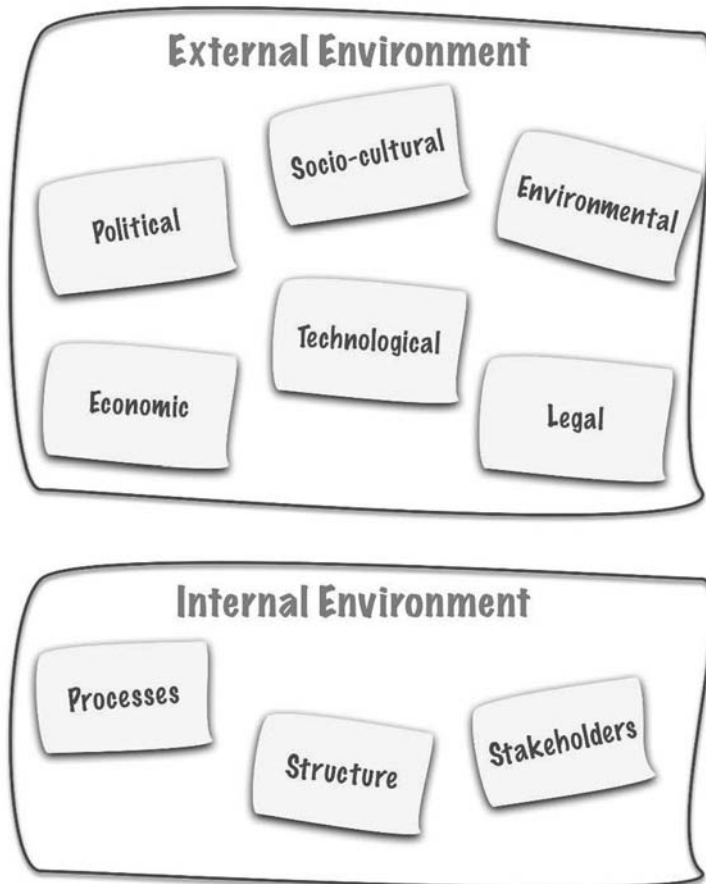 External Environment
Socio-cultural
Environmental
Political
Technological
Economic
Legal
Internal Environment
Processes
Structure
Stakeholders